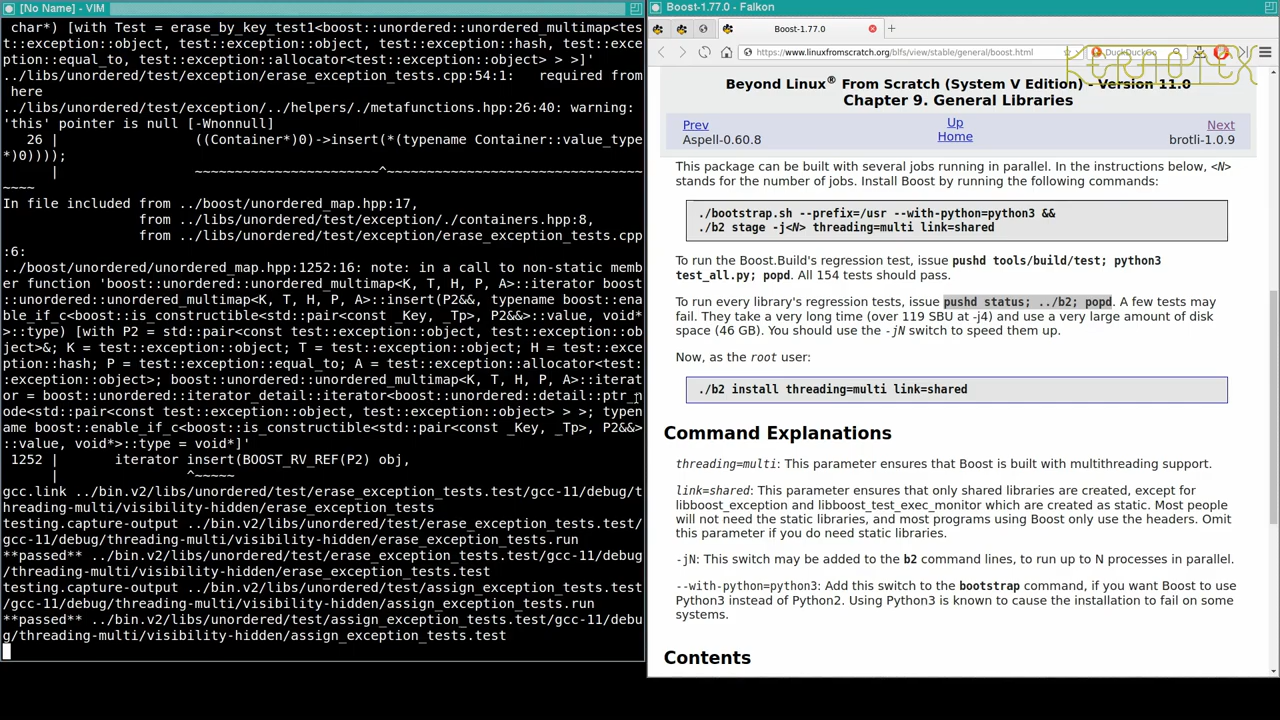 [No Name] - VIM
 char*) [with Test = erase_by_key_test1<boost::unordered::unordered_multimap<te
st::exception::object, test::exception::object, test::exception::hash, test::exc
eption::equal_to, test::exception::allocator<test::exception::object> > >]'
../libs/unordered/test/exception/erase_exception_tests.cpp:54:1:   required from
here
../libs/unordered/test/exception/../helpers/./metafunctions.hpp:26:40: warning:
'this' pointer is null [-Wnonnull]
   26 |                 ((Container*)0)->insert(*(typename Container::value_type
*)0))));
      |                 ~~~~~~~~~~~~~~~~~~~~~~~^~~~~~~~~~~~~~~~~~~~~~~~~~~~~~~~~
~~~~
In file included from ../boost/unordered_map.hpp:17,
                 from ../libs/unordered/test/exception/./containers.hpp:8,
                 from ../libs/unordered/test/exception/erase_exception_tests.cpp
:6:
../boost/unordered/unordered_map.hpp:1252:16: note: in a call to non-static memb
er function 'boost::unordered::unordered_multimap<K, T, H, P, A>::iterator boost
::unordered::unordered_multimap<K, T, H, P, A>::insert(P2&&, typename boost::ena
ble_if_c<boost::is_constructible<std::pair<const _Key, _Tp>, P2&&>::value, void*
>::type) [with P2 = std::pair<const test::exception::object, test::exception::ob
ject>&; K = test::exception::object; T = test::exception::object; H = test::exce
ption::hash; P = test::exception::equal_to; A = test::exception::allocator<test:
:exception::object>; boost::unordered::unordered_multimap<K, T, H, P, A>::iterat
or = boost::unordered::iterator_detail::iterator<boost::unordered::detail::ptr_n
ode<std::pair<const test::exception::object, test::exception::object> > >; typen
ame boost::enable_if_c<boost::is_constructible<std::pair<const _Key, _Tp>, P2&&>
::value, void*>::type = void*]'
 1252 |       iterator insert(BOOST_RV_REF(P2) obj,
      |                ^~~~~~
gcc.link ../bin.v2/libs/unordered/test/erase_exception_tests.test/gcc-11/debug/t
hreading-multi/visibility-hidden/erase_exception_tests
testing.capture-output ../bin.v2/libs/unordered/test/erase_exception_tests.test/
gcc-11/debug/threading-multi/visibility-hidden/erase_exception_tests.run
**passed** ../bin.v2/libs/unordered/test/erase_exception_tests.test/gcc-11/debug
/threading-multi/visibility-hidden/erase_exception_tests.test
testing.capture-output ../bin.v2/libs/unordered/test/assign_exception_tests.test
/gcc-11/debug/threading-multi/visibility-hidden/assign_exception_tests.run
**passed** ../bin.v2/libs/unordered/test/assign_exception_tests.test/gcc-11/debu
g/threading-multi/visibility-hidden/assign_exception_tests.test
Boost-1.77.0 - Falkon
Boost-1.77.0
https://www.linuxfromscratch.org/blfs/view/stable/general/boost.html
DuckDuckGo
KERNOTEX
Beyond Linux® From Scratch (System V Edition) - Version 11.0
Chapter 9. General Libraries
Prev Up Next
Aspell-0.60.8 Home brotli-1.0.9
This package can be built with several jobs running in parallel. In the instructions below, <N>
stands for the number of jobs. Install Boost by running the following commands:
./bootstrap.sh --prefix=/usr --with-python=python3 &&
./b2 stage -j<N> threading=multi link=shared
To run the Boost.Build's regression test, issue pushd tools/build/test; python3
test_all.py; popd. All 154 tests should pass.
To run every library's regression tests, issue pushd status; ../b2; popd. A few tests may
fail. They take a very long time (over 119 SBU at -j4) and use a very large amount of disk
space (46 GB). You should use the -jN switch to speed them up.
Now, as the root user:
./b2 install threading=multi link=shared
Command Explanations
threading=multi: This parameter ensures that Boost is built with multithreading support.
link=shared: This parameter ensures that only shared libraries are created, except for
libboost_exception and libboost_test_exec_monitor which are created as static. Most people
will not need the static libraries, and most programs using Boost only use the headers. Omit
this parameter if you do need static libraries.
-jN: This switch may be added to the b2 command lines, to run up to N processes in parallel.
--with-python=python3: Add this switch to the bootstrap command, if you want Boost to use
Python3 instead of Python2. Using Python3 is known to cause the installation to fail on some
systems.
Contents